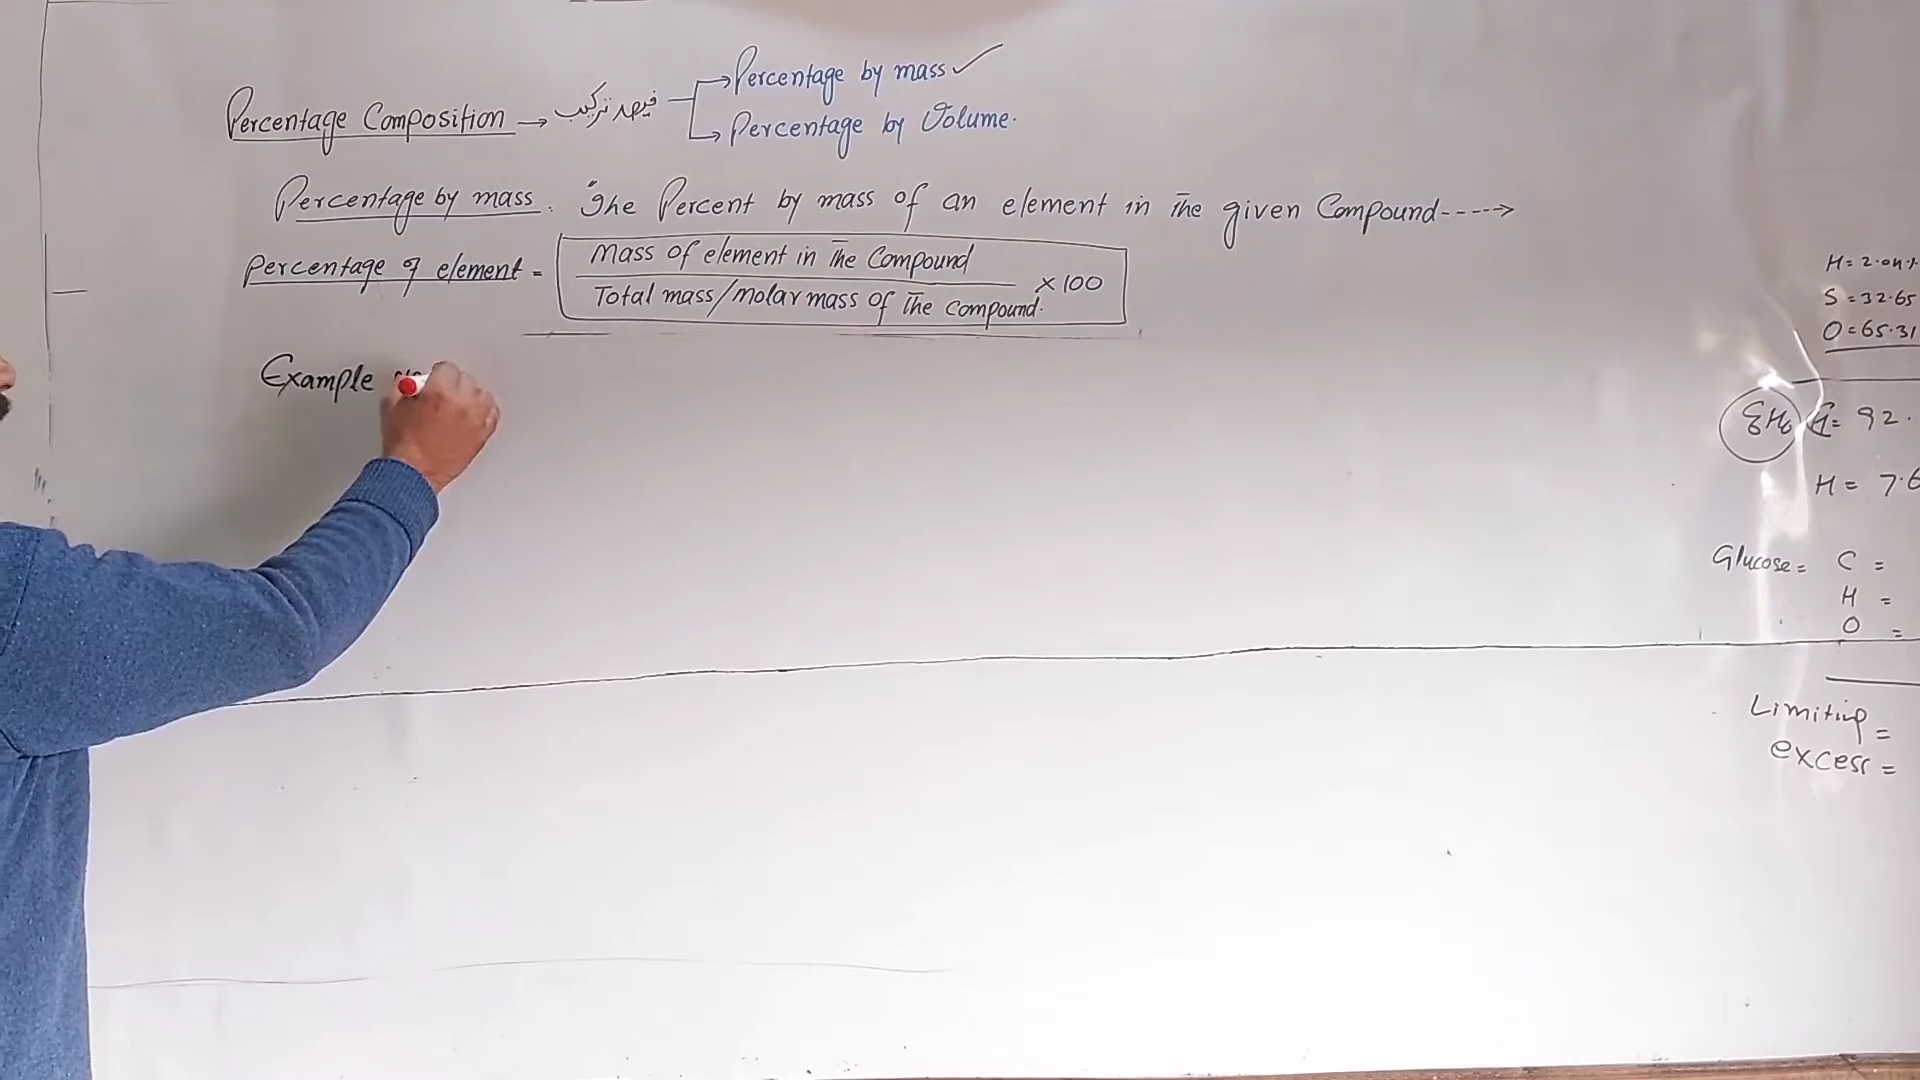 Percentage Composition → فیصد ترکیب → Percentage by mass ✓
→ Percentage by Volume.
Percentage by mass. "The Percent by mass of an element in the given Compound---->
Percentage of element = Mass of element in the Compound
Total mass/molar mass of the compound. ×100
Example
H = 2.04%
S = 32.65
O = 65.31
C = 92.
H = 7.6
Glucose = C =
H =
O =
Limiting =
excess =